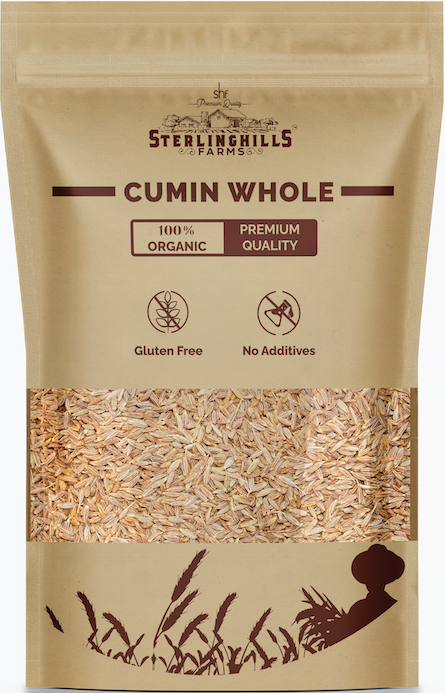 shf
Premium Quality
STERLINGHILLS
FARMS
CUMIN WHOLE
100% ORGANIC
PREMIUM QUALITY
Gluten Free
No Additives